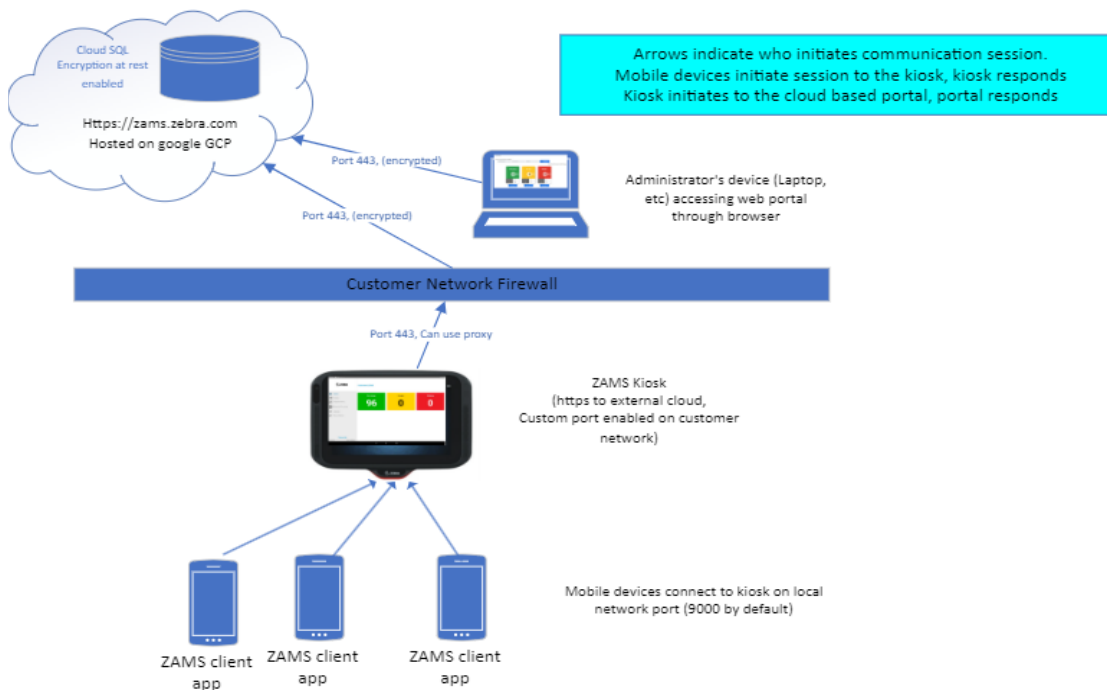 Cloud SQL
Encryption at rest
enabled
Https://zams.zebra.com
Hosted on google GCP
Arrows indicate who initiates communication session.
Mobile devices initiate session to the kiosk, kiosk responds
Kiosk initiates to the cloud based portal, portal responds
Port 443, (encrypted)
Administrator's device (Laptop,
etc) accessing web portal
through browser
Port 443, (encrypted)
Customer Network Firewall
Port 443, Can use proxy
96
0
0
ZAMS Kiosk
(https to external cloud,
Custom port enabled on customer
network)
Mobile devices connect to kiosk on local
network port (9000 by default)
ZAMS client
app
ZAMS client
app
ZAMS client
app